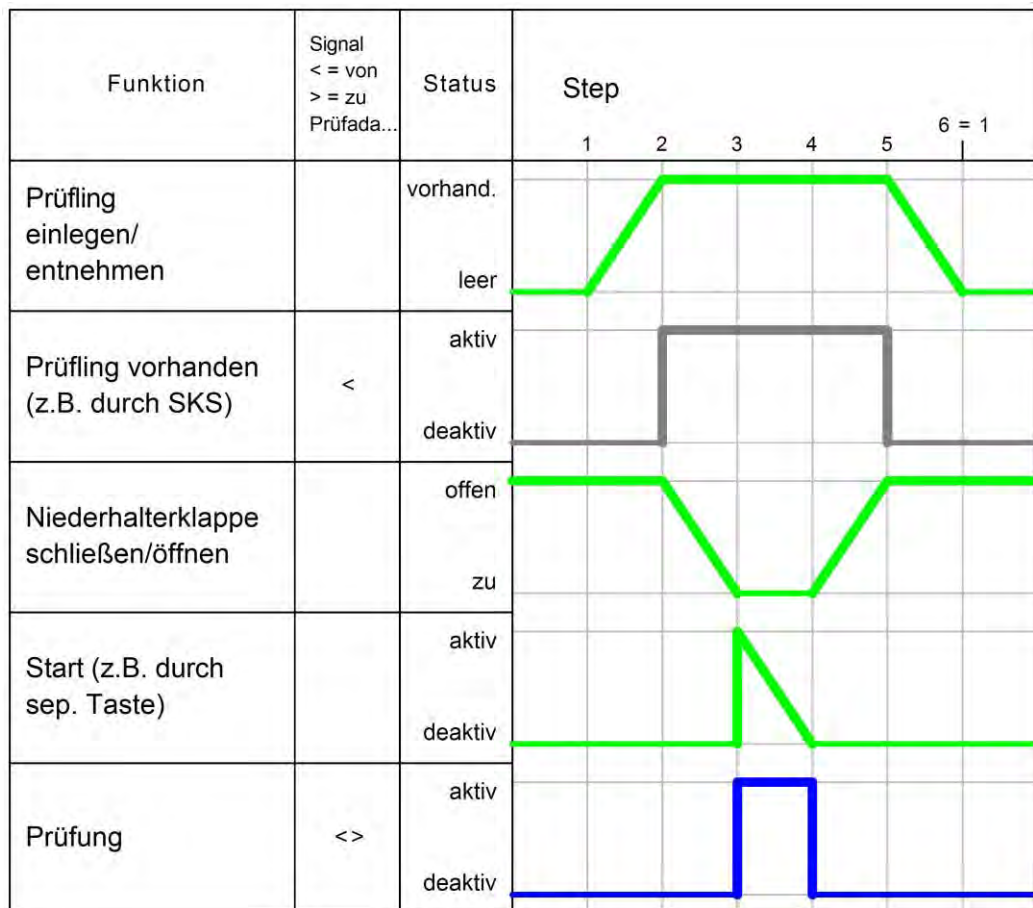 Funktion
Signal
< = von
> = zu
Prüfada...
Status
Step
1 2 3 4 5 6 = 1
Prüfling
einlegen/
entnehmen
vorhand.
leer
Prüfling vorhanden
(z.B. durch SKS)
<
aktiv
deaktiv
Niederhalterklappe
schließen/öffnen
offen
zu
Start (z.B. durch
sep. Taste)
aktiv
deaktiv
Prüfung
<>
aktiv
deaktiv